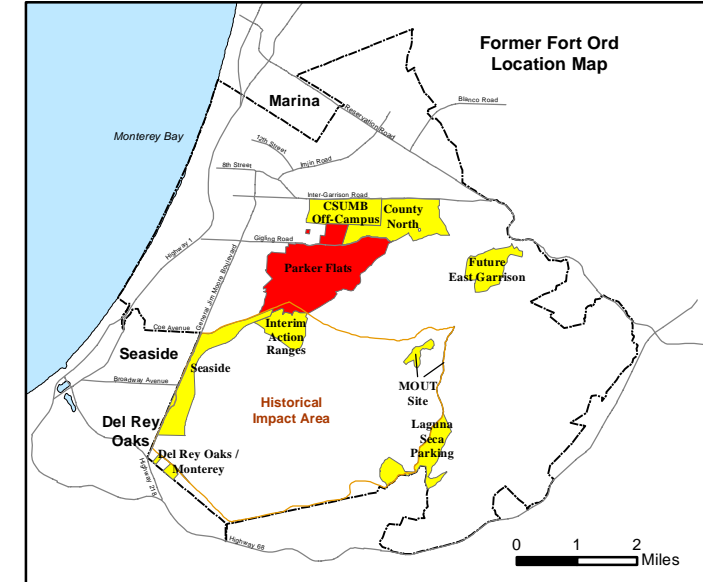 Former Fort Ord
Location Map
Marina
Blanco Road
Reservation Road
Monterey Bay
12th Street
Imjin Road
8th Street
Inter-Garrison Road
CSUMB
Off-Campus
County
North
Gigling Road
Highway 1
General Jim Moore Boulevard
Parker Flats
Future
East Garrison
Coe Avenue
Interim
Action
Ranges
Seaside
Seaside
Broadway Avenue
MOUT
Site
Historical
Impact Area
Del Rey
Oaks
Laguna
Seca
Parking
Del Rey Oaks /
Monterey
Highway 218
Highway 68
0 1 2
Miles